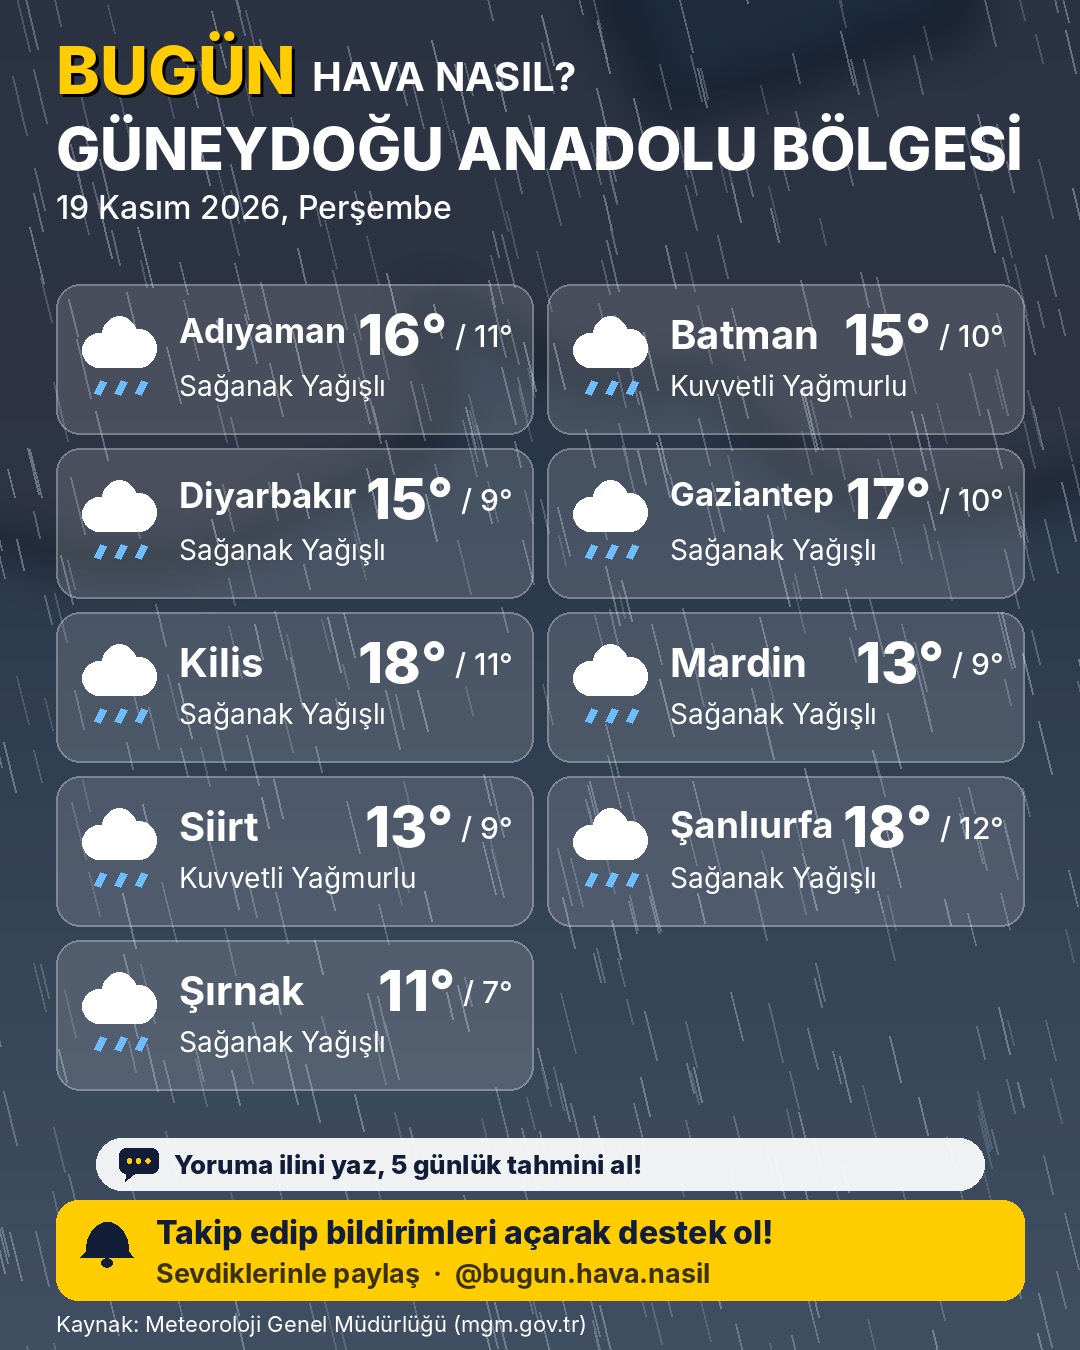 BUGÜN HAVA NASIL?
GÜNEYDOĞU ANADOLU BÖLGESİ
19 Kasım 2026, Perşembe
Adıyaman 16° / 11°
Sağanak Yağışlı
Batman 15° / 10°
Kuvvetli Yağmurlu
Diyarbakır 15° / 9°
Sağanak Yağışlı
Gaziantep 17° / 10°
Sağanak Yağışlı
Kilis 18° / 11°
Sağanak Yağışlı
Mardin 13° / 9°
Sağanak Yağışlı
Siirt 13° / 9°
Kuvvetli Yağmurlu
Şanlıurfa 18° / 12°
Sağanak Yağışlı
Şırnak 11° / 7°
Sağanak Yağışlı
Yoruma ilini yaz, 5 günlük tahmini al!
Takip edip bildirimleri açarak destek ol!
Sevdiklerinle paylaş · @bugun.hava.nasil
Kaynak: Meteoroloji Genel Müdürlüğü (mgm.gov.tr)